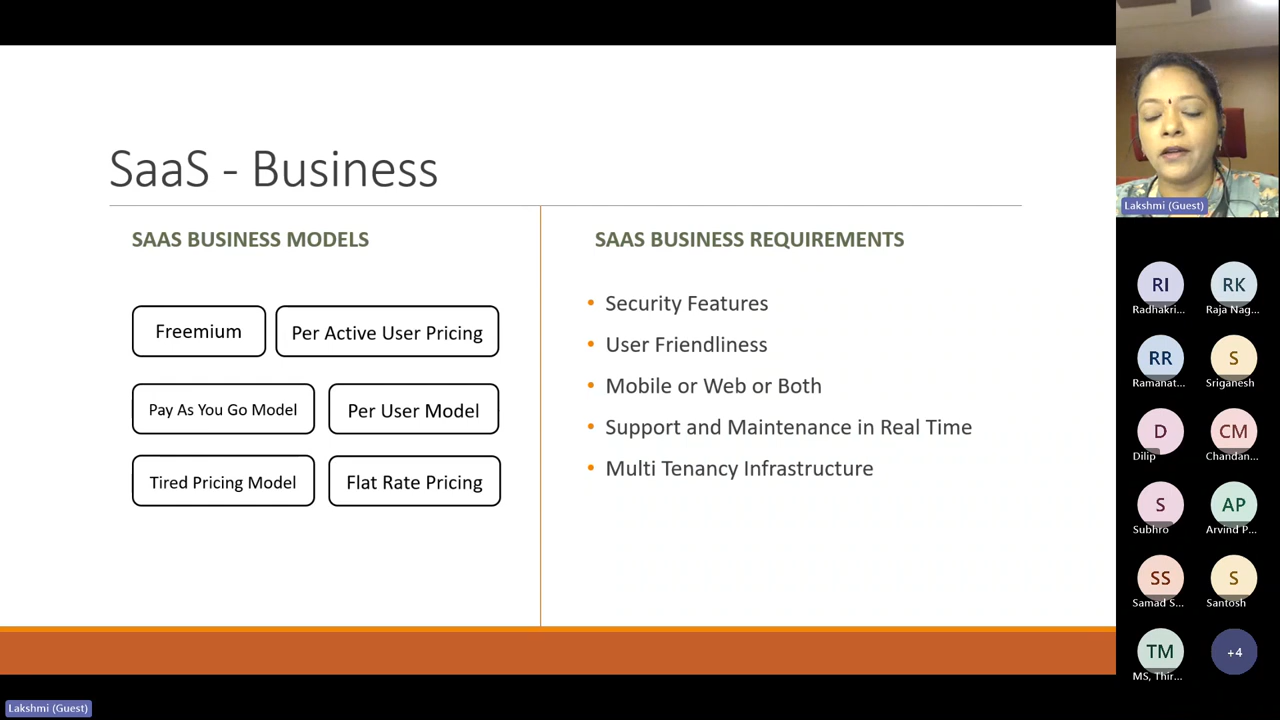 SaaS - Business
SAAS BUSINESS MODELS
Freemium
Per Active User Pricing
Pay As You Go Model
Per User Model
Tired Pricing Model
Flat Rate Pricing
SAAS BUSINESS REQUIREMENTS
• Security Features
• User Friendliness
• Mobile or Web or Both
• Support and Maintenance in Real Time
• Multi Tenancy Infrastructure
Lakshmi (Guest)
RI
Radhakri...
RK
Raja Nag...
RR
Ramanat...
S
Sriganesh
D
Dilip
CM
Chandan...
S
Subhro
AP
Arvind P...
SS
Samad S...
S
Santosh
TM
MS, Thir...
+4
Lakshmi (Guest)